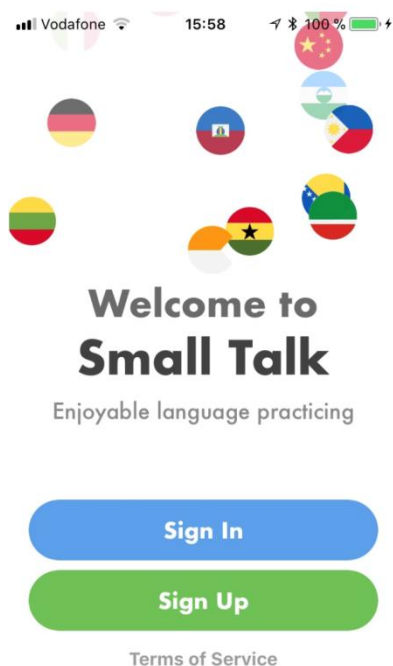 Vodafone 15:58 100 %
Welcome to
Small Talk
Enjoyable language practicing
Sign In
Sign Up
Terms of Service